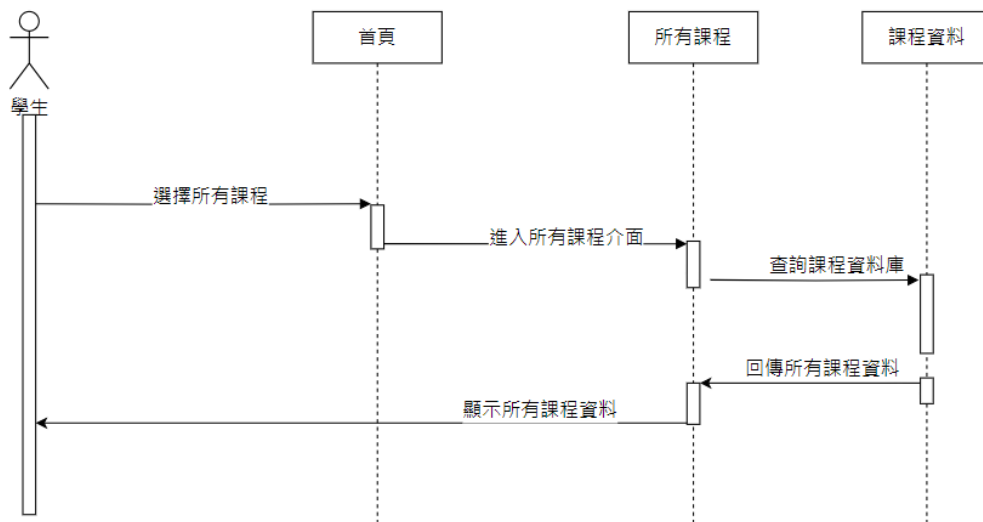 首頁
所有課程
課程資料
學生
選擇所有課程
進入所有課程介面
查詢課程資料庫
回傳所有課程資料
顯示所有課程資料